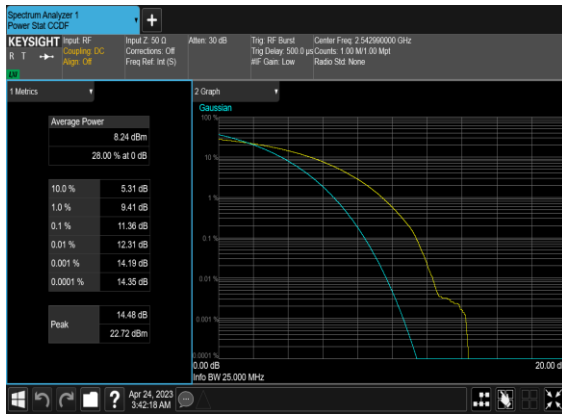 Spectrum Analyzer 1
Power Stat CCDF
KEYSIGHT
R T
Input: RF
Coupling: DC
Align: Off
Input Z: 50 Ω
Corrections: Off
Freq Ref: Int (S)
Atten: 30 dB
Trig: RF Burst
Trig Delay: 500.0 µs
#IF Gain: Low
Center Freq: 2.542990000 GHz
Counts: 1.00 M/1.00 Mpt
Radio Std: None
1 Metrics
Average Power
8.24 dBm
28.00 % at 0 dB
10.0 % 5.31 dB
1.0 % 9.41 dB
0.1 % 11.36 dB
0.01 % 12.31 dB
0.001 % 14.19 dB
0.0001 % 14.35 dB
Peak
14.48 dB
22.72 dBm
2 Graph
Gaussian
100 %
10 %
1 %
0.1 %
0.01 %
0.001 %
0.0001 %
0.00 dB
20.00 d
Info BW 25.000 MHz
Apr 24, 2023
3:42:18 AM